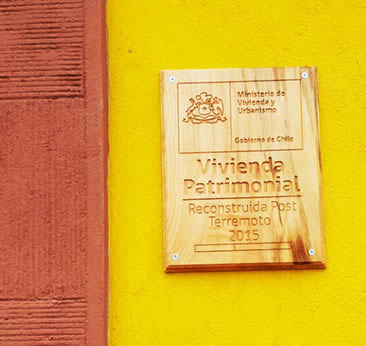 Ministerio de
Vivienda y
Urbanismo
Gobierno de Chile
Vivienda
Patrimonial
Reconstruida Post
Terremoto
2015